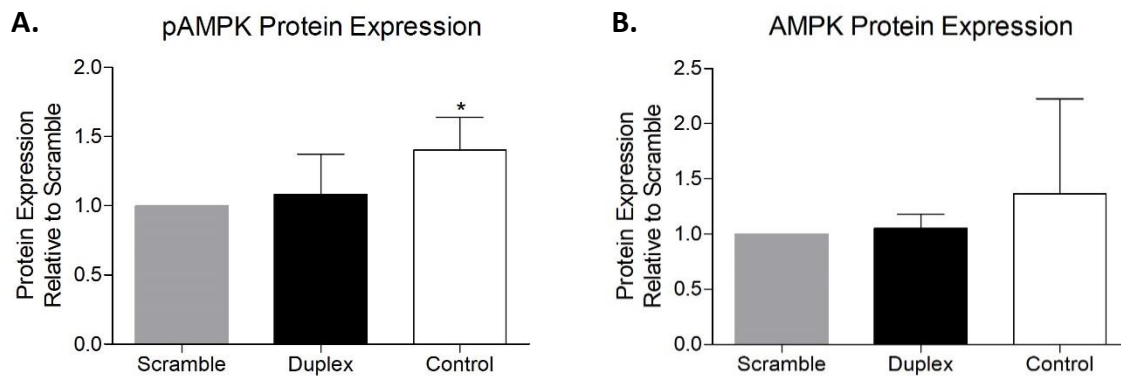 A.
pAMPK Protein Expression
Protein Expression
Relative to Scramble
2.0
1.5
1.0
0.5
0.0
*
Scramble
Duplex
Control
B.
AMPK Protein Expression
Protein Expression
Relative to Scramble
2.5
2.0
1.5
1.0
0.5
0.0
Scramble
Duplex
Control